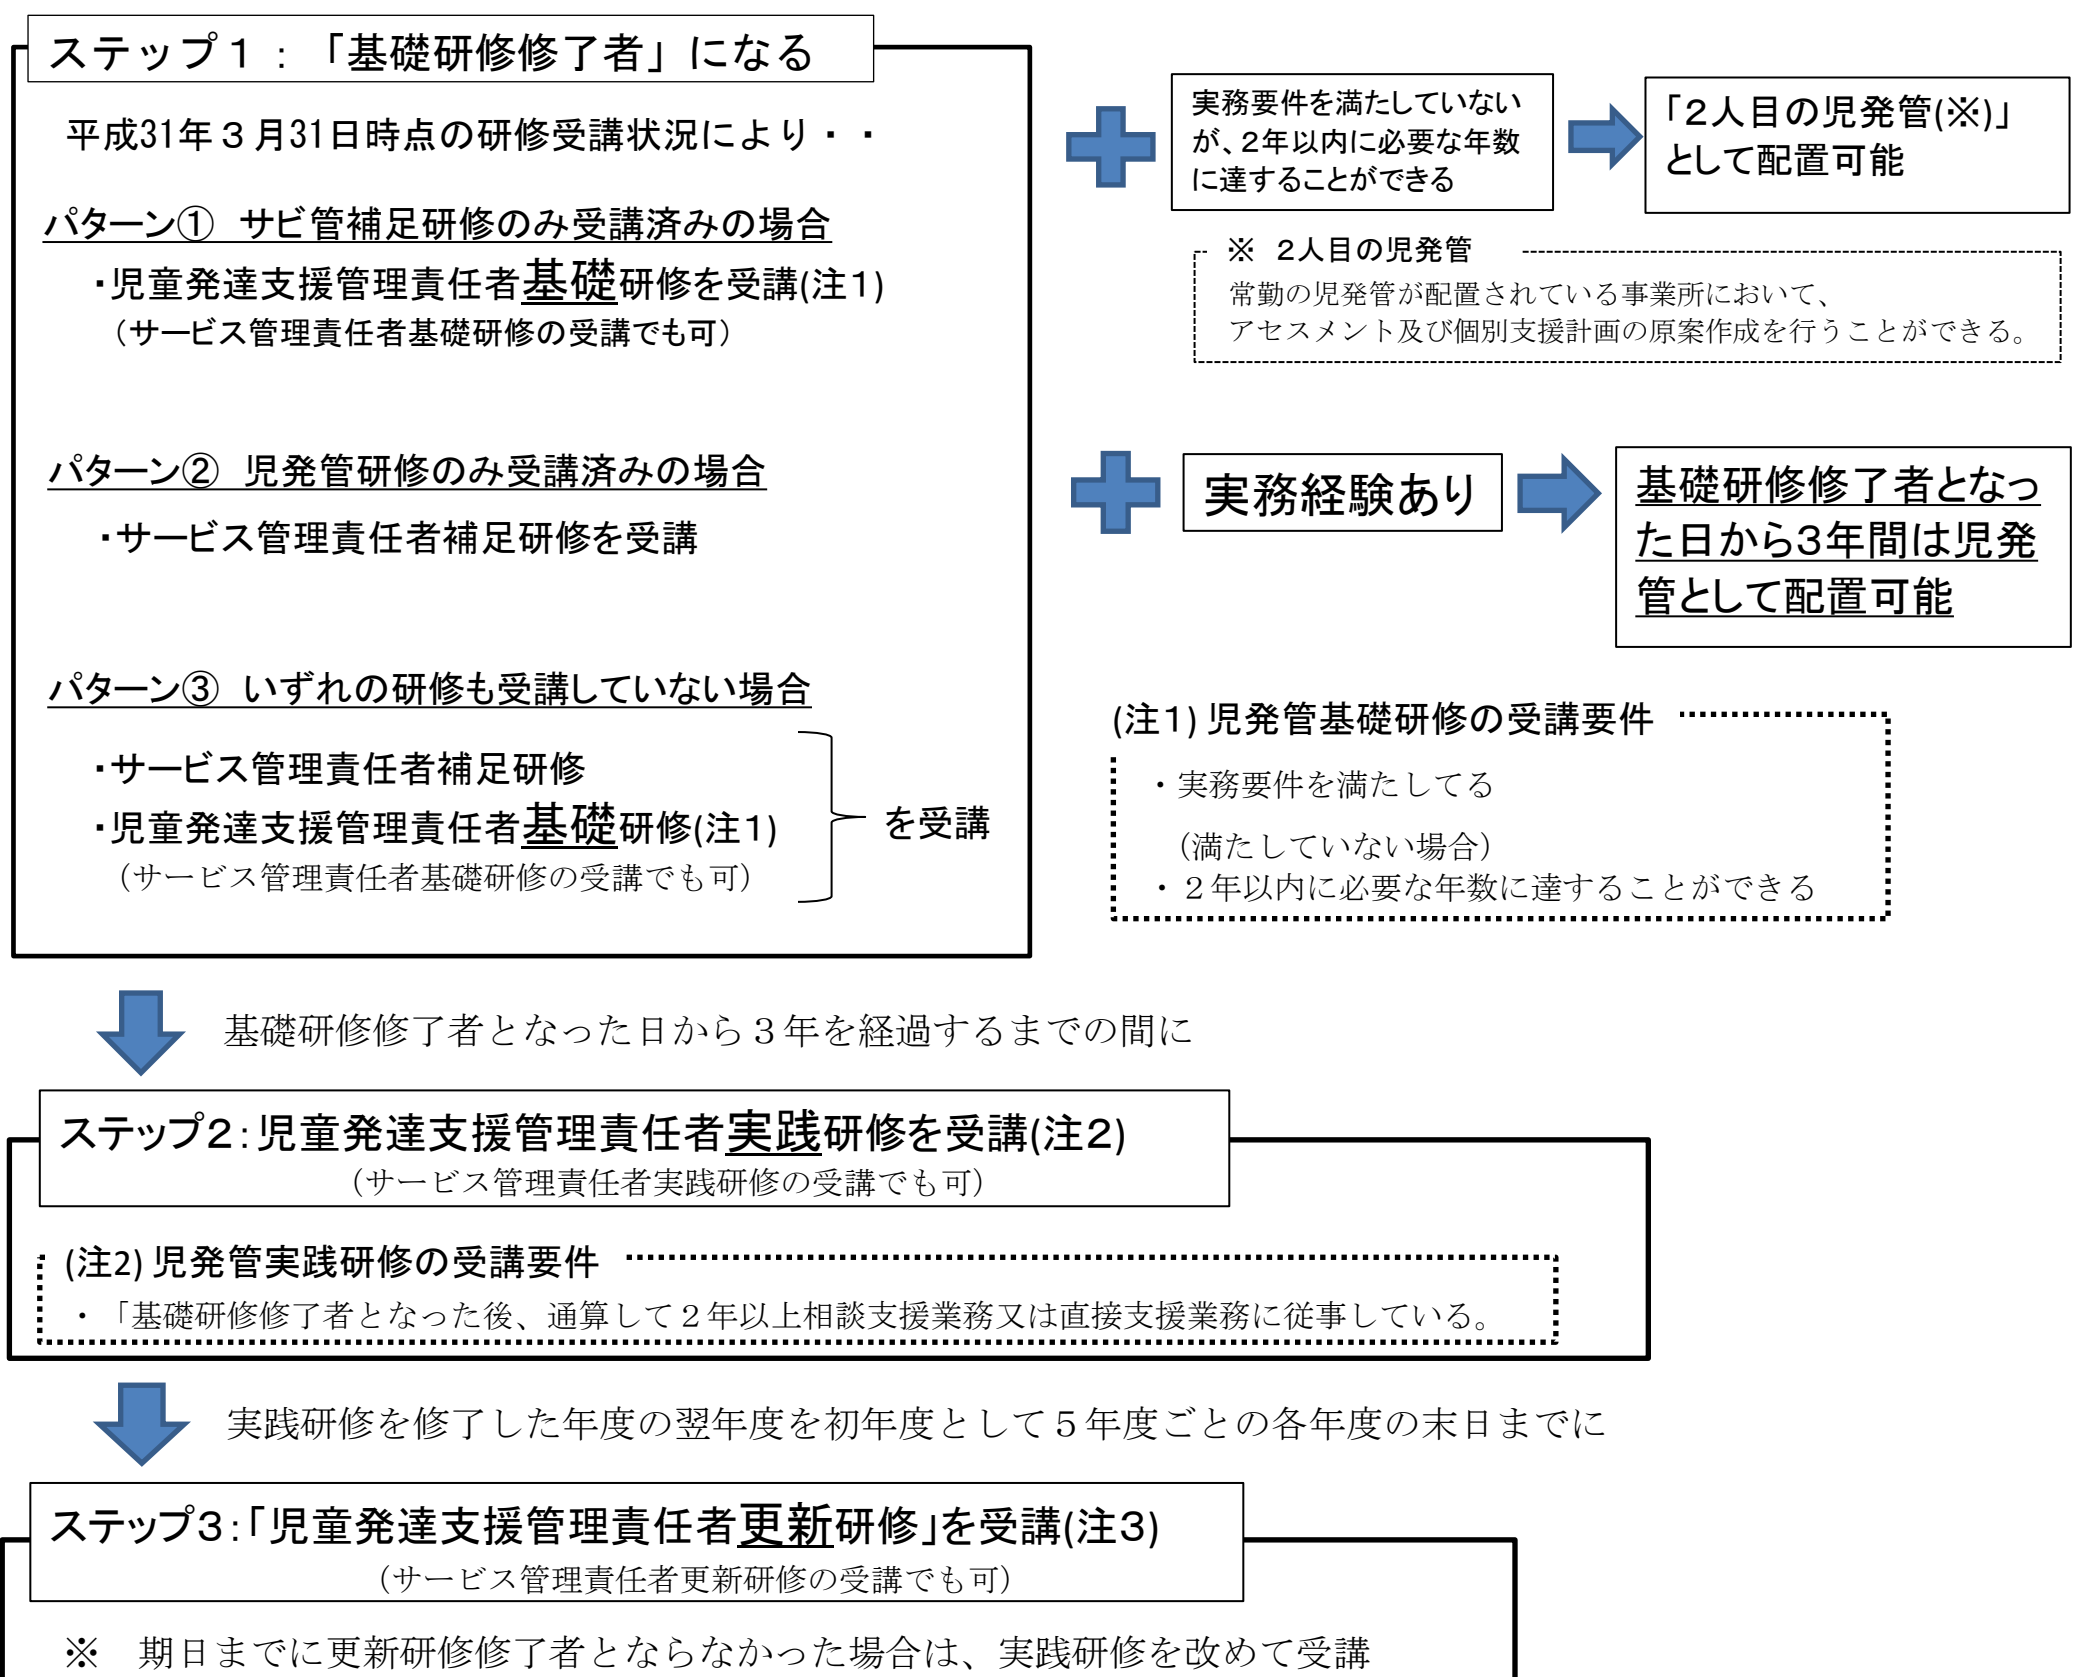 ステップ１：「基礎研修修了者」になる
平成31年３月31日時点の研修受講状況により・・
パターン①　サビ管補足研修のみ受講済みの場合
・児童発達支援管理責任者基礎研修を受講(注１)
（サービス管理責任者基礎研修の受講でも可）
パターン②　児発管研修のみ受講済みの場合
・サービス管理責任者補足研修を受講
パターン③　いずれの研修も受講していない場合
・サービス管理責任者補足研修
・児童発達支援管理責任者基礎研修(注１)
（サービス管理責任者基礎研修の受講でも可）
を受講
実務要件を満たしていない
が、２年以内に必要な年数
に達することができる
「２人目の児発管(※)」
として配置可能
※　２人目の児発管
常勤の児発管が配置されている事業所において、
アセスメント及び個別支援計画の原案作成を行うことができる。
実務経験あり
基礎研修修了者となっ
た日から３年間は児発
管として配置可能
(注１) 児発管基礎研修の受講要件
・実務要件を満たしてる
（満たしていない場合）
・２年以内に必要な年数に達することができる
基礎研修修了者となった日から３年を経過するまでの間に
ステップ２：児童発達支援管理責任者実践研修を受講(注２)
（サービス管理責任者実践研修の受講でも可）
(注2) 児発管実践研修の受講要件
・「基礎研修修了者となった後、通算して２年以上相談支援業務又は直接支援業務に従事している。
実践研修を修了した年度の翌年度を初年度として５年度ごとの各年度の末日までに
ステップ３：「児童発達支援管理責任者更新研修」を受講(注３)
（サービス管理責任者更新研修の受講でも可）
※　期日までに更新研修修了者とならなかった場合は、実践研修を改めて受講